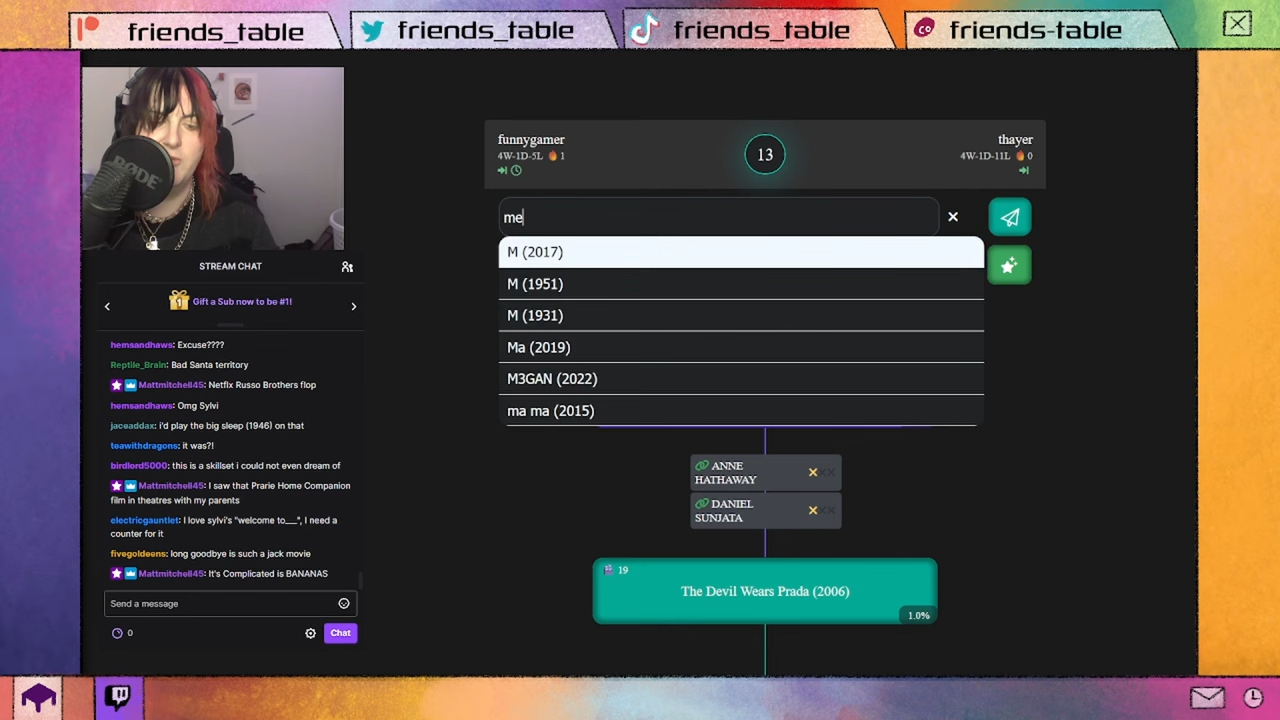 friends_table
friends_table
friends_table
friends-table
RØDE
funnygamer
4W-1D-5L 1
13
thayer
4W-1D-11L 0
me
M (2017)
M (1951)
M (1931)
Ma (2019)
M3GAN (2022)
ma ma (2015)
ANNE
HATHAWAY
DANIEL
SUNJATA
19
The Devil Wears Prada (2006)
1.0%
STREAM CHAT
1
Gift a Sub now to be #1!
hemsandhaws: Excuse????
Reptile_Brain: Bad Santa territory
Mattmitchell45: Netfix Russo Brothers flop
hemsandhaws: Omg Sylvi
jaceaddax: i'd play the big sleep (1946) on that
teawithdragons: it was?!
birdlord5000: this is a skillset i could not even dream of
Mattmitchell45: I saw that Prarie Home Companion
film in theatres with my parents
electricgauntlet: I love sylvi's "welcome to___", I need a
counter for it
fivegoldeens: long goodbye is such a jack movie
Mattmitchell45: It's Complicated is BANANAS
Send a message
0
Chat